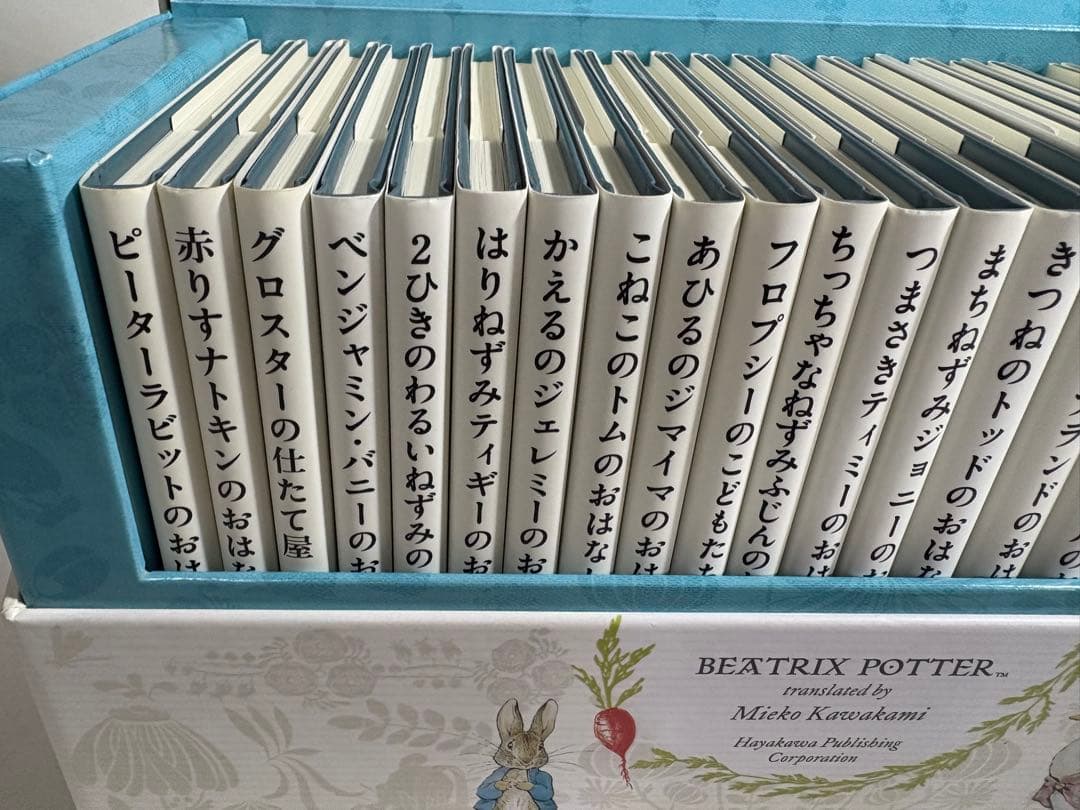 ピーターラビットのおは
赤りすナトキンのおはな
グロスターの仕たて屋
ベンジャミン・バニーのお
2ひきのわるいねずみの
はりねずみティギーのお
かえるのジェレミーのお
こねこのトムのおはな
あひるのジマイマのおは
フロプシーのこどもた
ちっちゃなねずみふじんの
つまさきティミーのおは
まちねずみジョニーの
きつねのトッドのおはな
ブランドのおは
BEATRIX POTTER™
translated by
Mieko Kawakami
Hayakawa Publishing
Corporation